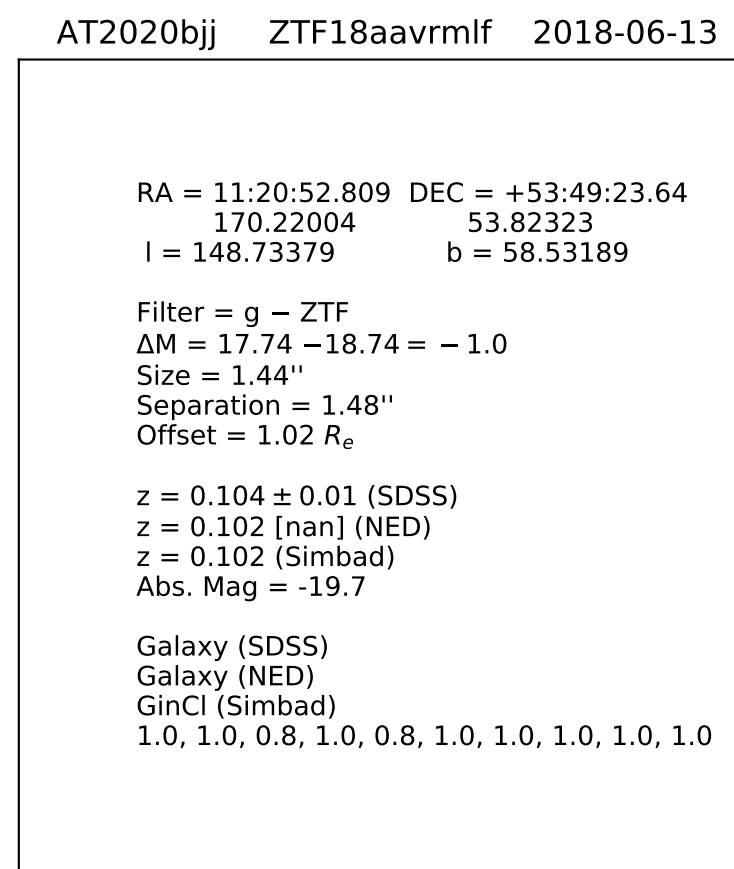 AT2020bjj ZTF18aavrmlf 2018-06-13
RA = 11:20:52.809 DEC = +53:49:23.64
170.22004 53.82323
l = 148.73379 b = 58.53189
Filter = g − ZTF
ΔM = 17.74 −18.74 = − 1.0
Size = 1.44''
Separation = 1.48''
Offset = 1.02 Rₑ
z = 0.104 ± 0.01 (SDSS)
z = 0.102 [nan] (NED)
z = 0.102 (Simbad)
Abs. Mag = -19.7
Galaxy (SDSS)
Galaxy (NED)
GinCl (Simbad)
1.0, 1.0, 0.8, 1.0, 0.8, 1.0, 1.0, 1.0, 1.0, 1.0